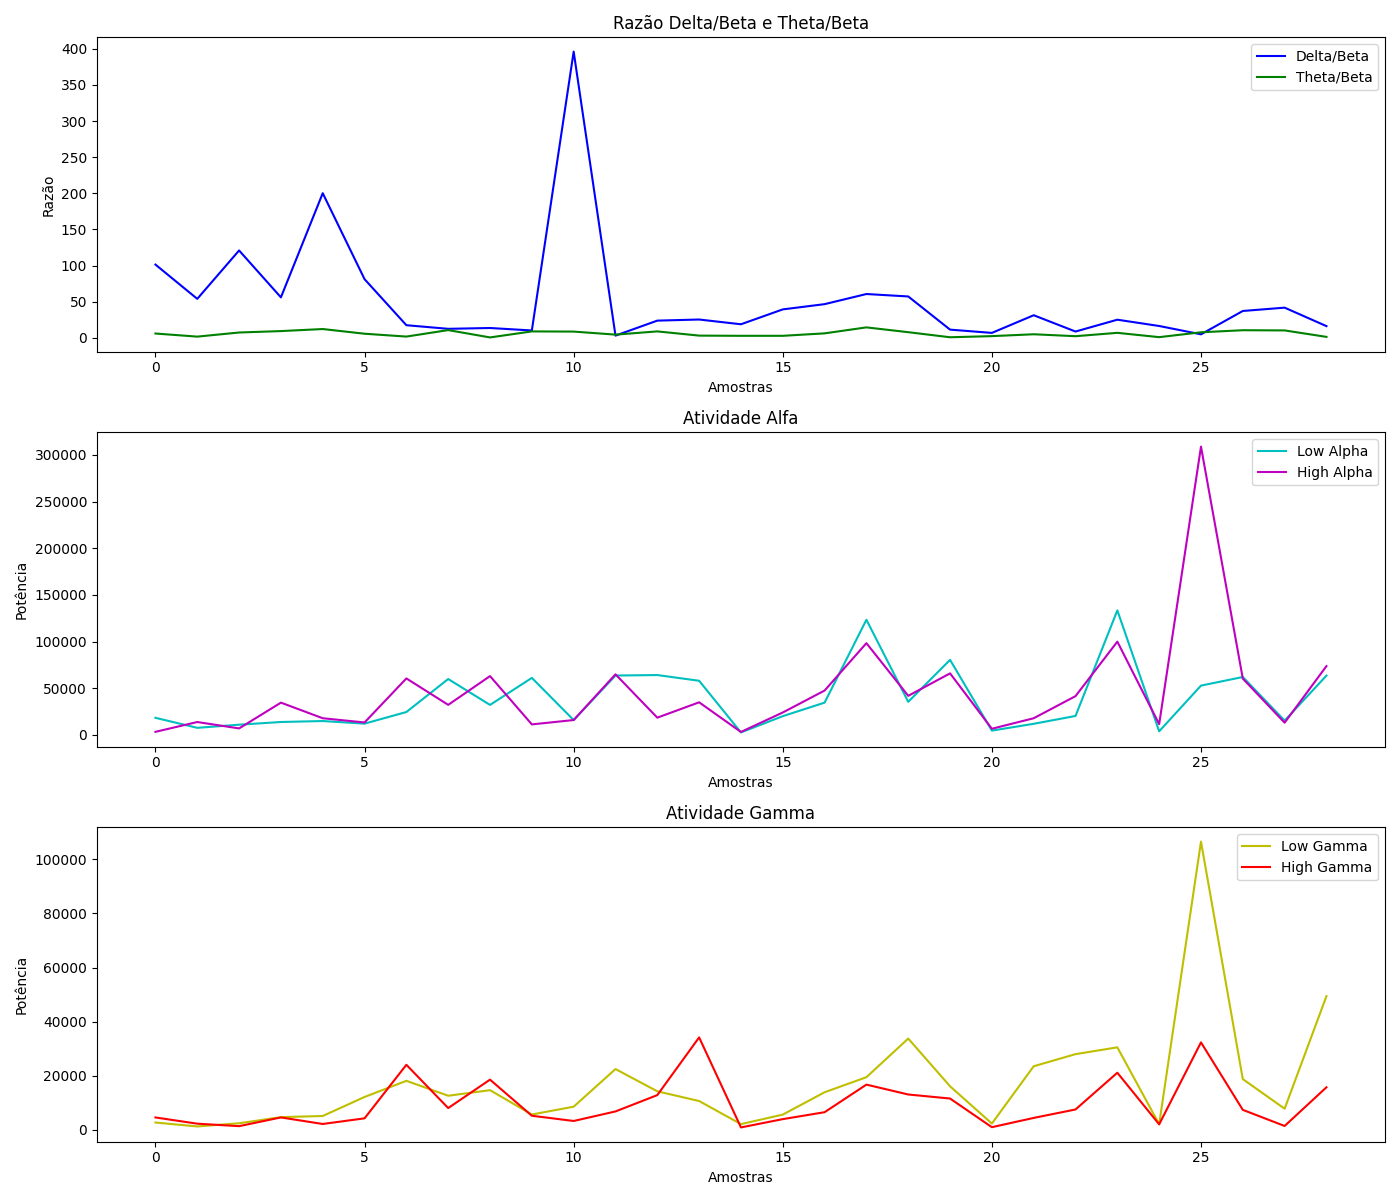 Razão Delta/Beta e Theta/Beta
Razão
400
350
300
250
200
150
100
50
0
Delta/Beta
Theta/Beta
0 5 10 15 20 25
Amostras
Atividade Alfa
Potência
300000
250000
200000
150000
100000
50000
0
Low Alpha
High Alpha
0 5 10 15 20 25
Amostras
Atividade Gamma
Potência
100000
80000
60000
40000
20000
0
Low Gamma
High Gamma
0 5 10 15 20 25
Amostras